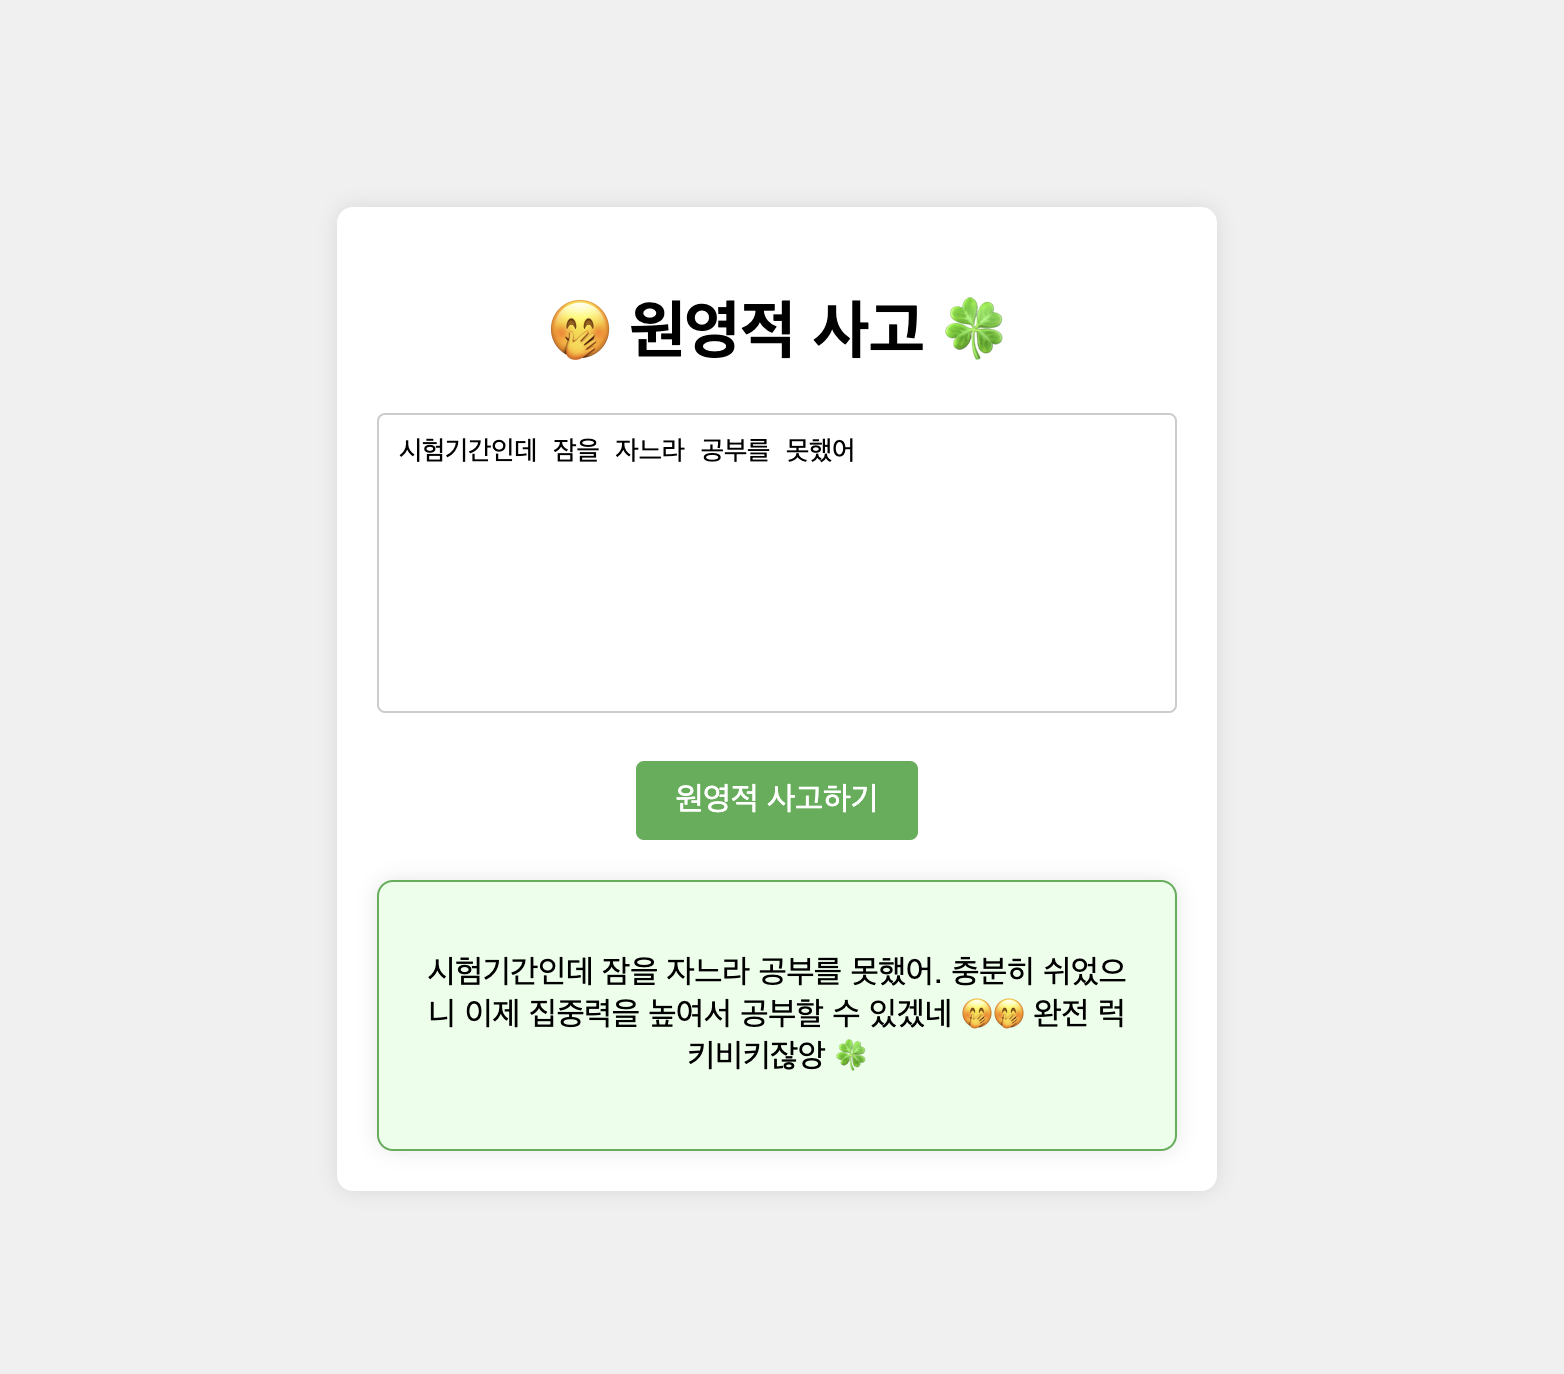 🤭 원영적 사고 🍀
시험기간인데 잠을 자느라 공부를 못했어
원영적 사고하기
시험기간인데 잠을 자느라 공부를 못했어. 충분히 쉬었으
니 이제 집중력을 높여서 공부할 수 있겠네 🤭🤭 완전 럭
키비키잖앙 🍀